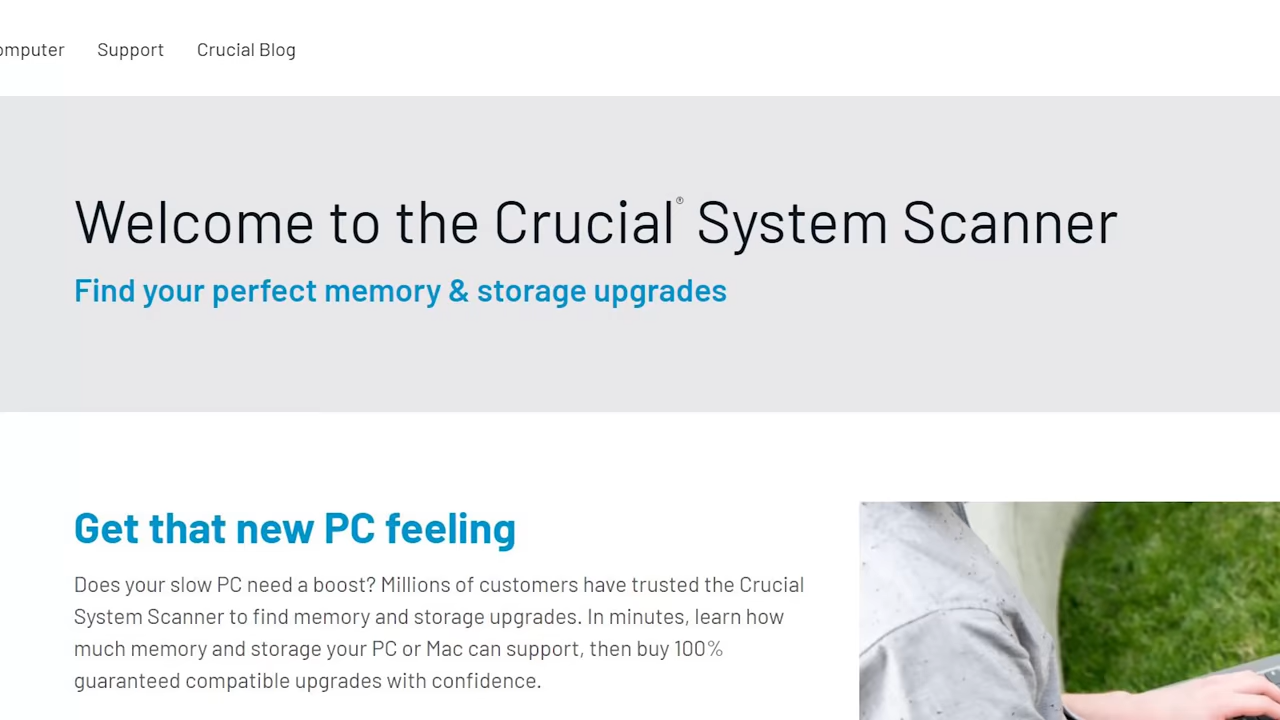 Support
Crucial Blog
Welcome to the Crucial® System Scanner
Find your perfect memory & storage upgrades
Get that new PC feeling
Does your slow PC need a boost? Millions of customers have trusted the Crucial
System Scanner to find memory and storage upgrades. In minutes, learn how
much memory and storage your PC or Mac can support, then buy 100%
guaranteed compatible upgrades with confidence.